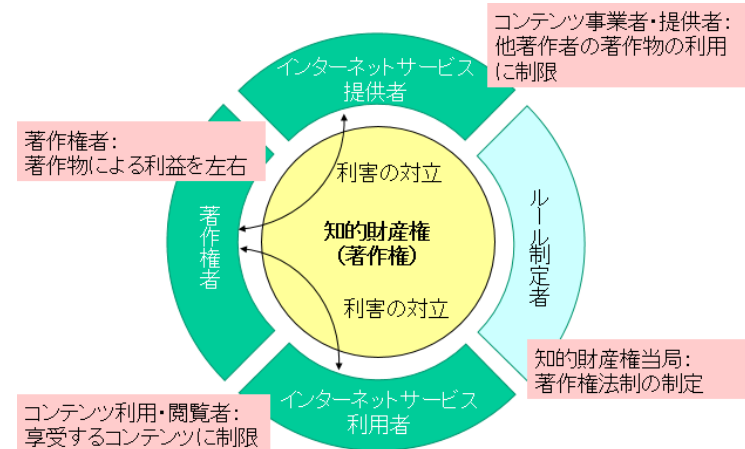 コンテンツ事業者・提供者:
他著作者の著作物の利用
に制限
インターネットサービス
提供者
著作権者:
著作物による利益を左右
利害の対立
著作権者
知的財産権
(著作権)
ルール制定者
利害の対立
知的財産権当局:
著作権法制の制定
インターネットサービス
利用者
コンテンツ利用・閲覧者:
享受するコンテンツに制限